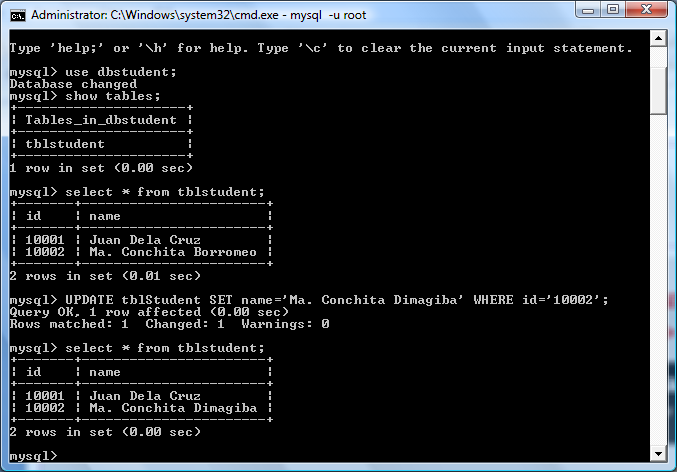 Administrator: C:\Windows\system32\cmd.exe - mysql  -u root
Type 'help;' or '\h' for help. Type '\c' to clear the current input statement.
mysql> use dbstudent;
Database changed
mysql> show tables;
+---------------------+
| Tables_in_dbstudent |
+---------------------+
| tblstudent          |
+---------------------+
1 row in set (0.00 sec)
mysql> select * from tblstudent;
+-------+------------------------+
| id    | name                   |
+-------+------------------------+
| 10001 | Juan Dela Cruz         |
| 10002 | Ma. Conchita Borromeo |
+-------+------------------------+
2 rows in set (0.01 sec)
mysql> UPDATE tblStudent SET name='Ma. Conchita Dimagiba' WHERE id='10002';
Query OK, 1 row affected (0.00 sec)
Rows matched: 1  Changed: 1  Warnings: 0
mysql> select * from tblstudent;
+-------+------------------------+
| id    | name                   |
+-------+------------------------+
| 10001 | Juan Dela Cruz         |
| 10002 | Ma. Conchita Dimagiba |
+-------+------------------------+
2 rows in set (0.00 sec)
mysql>